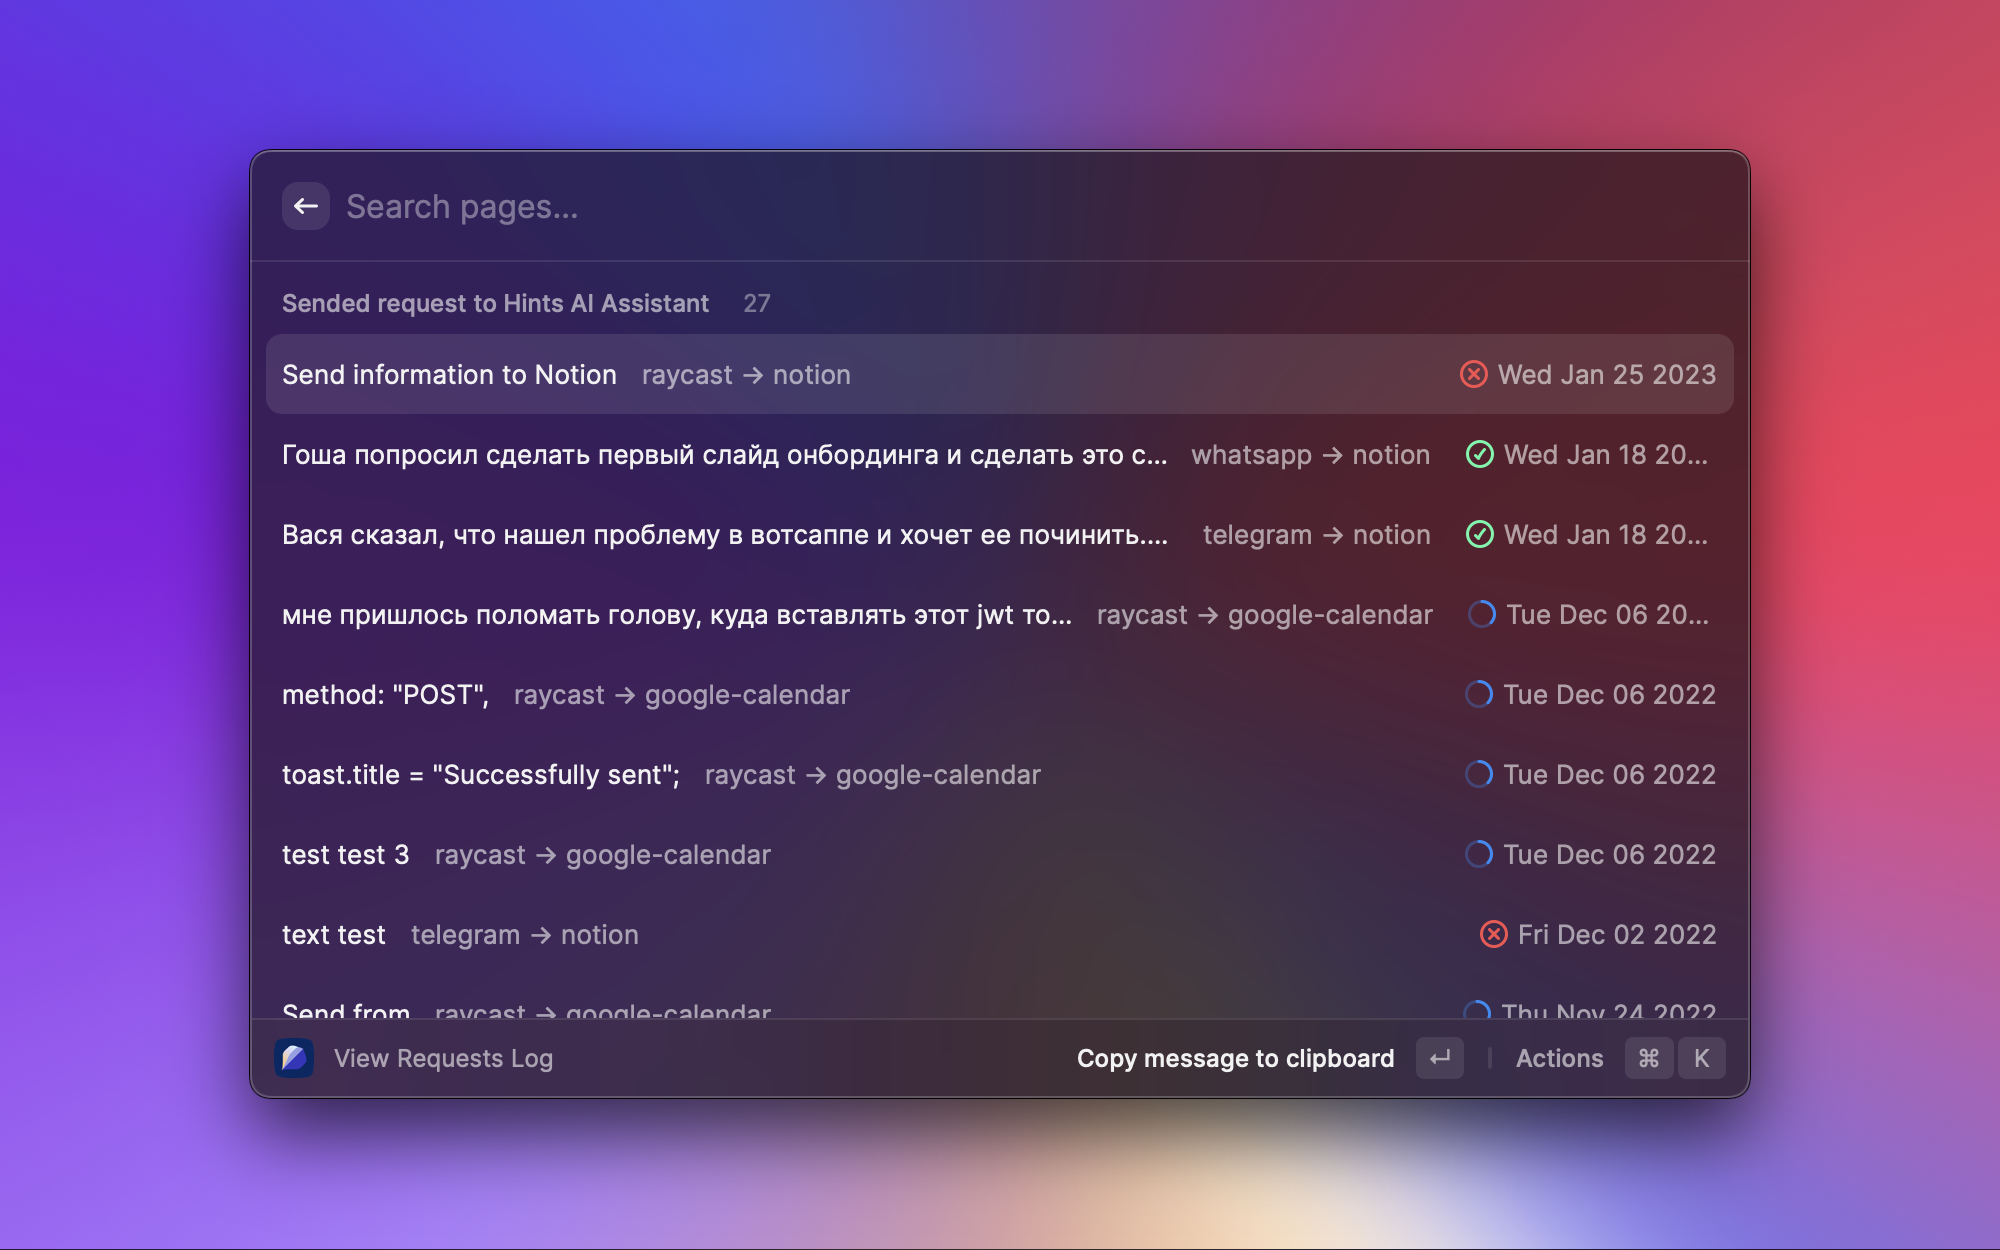 Search pages...
Sended request to Hints AI Assistant 27
Send information to Notion raycast → notion Wed Jan 25 2023
Гоша попросил сделать первый слайд онбординга и сделать это с... whatsapp → notion Wed Jan 18 20...
Вася сказал, что нашел проблему в вотсаппе и хочет ее починить.... telegram → notion Wed Jan 18 20...
мне пришлось поломать голову, куда вставлять этот jwt то... raycast → google-calendar Tue Dec 06 20...
method: "POST", raycast → google-calendar Tue Dec 06 2022
toast.title = "Successfully sent"; raycast → google-calendar Tue Dec 06 2022
test test 3 raycast → google-calendar Tue Dec 06 2022
text test telegram → notion Fri Dec 02 2022
Send from raycast → google-calendar Thu Nov 24 2022
View Requests Log Copy message to clipboard ↵ Actions ⌘ K